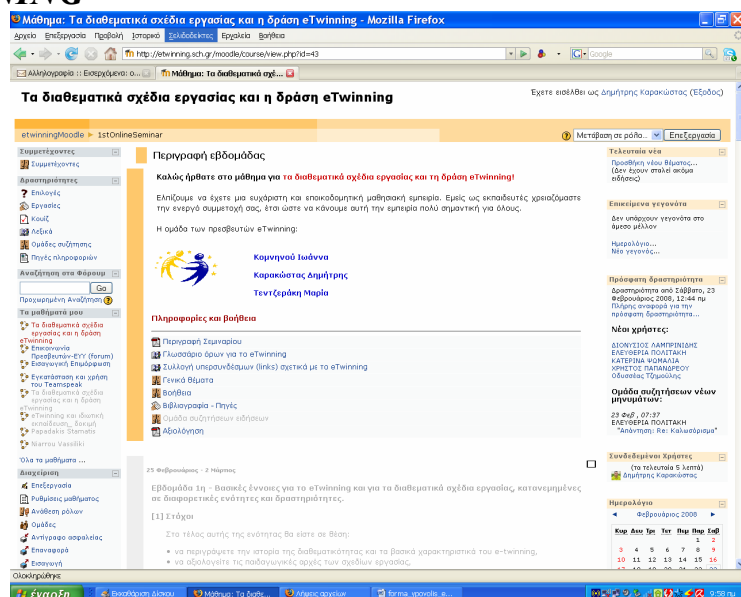 Μάθημα: Τα διαθεματικά σχέδια εργασίας και η δράση eTwinning - Mozilla Firefox
Αρχείο Επεξεργασία Προβολή Ιστορικό Σελιδοδείκτες Εργαλεία Βοήθεια
http://etwinning.sch.gr/moodle/course/view.php?id=43
Google
Αλληλογραφία :: Εισερχόμενα: ο...
Μάθημα: Τα διαθεματικά σχέ...
Τα διαθεματικά σχέδια εργασίας και η δράση eTwinning
Έχετε εισέλθει ως Δημήτρης Καρακώστας (Έξοδος)
etwinningMoodle ► 1stOnlineSeminar
Μετάβαση σε ρόλο...
Επεξεργασία
Συμμετέχοντες
Συμμετέχοντες
Δραστηριότητες
Επιλογές
Εργασίες
Κουίζ
Λεξικά
Ομάδες συζήτησης
Πηγές πληροφοριών
Αναζήτηση στα Φόρουμ
Go
Προχωρημένη Αναζήτηση
Τα μαθήματά μου
Τα διαθεματικά σχέδια
εργασίας και η δράση
eTwinning
Επικοινωνία
Πρεσβευτών-ΕΥΥ (forum)
Εισαγωγική Επιμόρφωση
Εγκατάσταση και χρήση
του Teamspeak
Τα διαθεματικά σχέδια
εργασίας και η δράση
eTwinning
eTwinning και ιδιωτική
εκπαίδευση_ δοκιμή
Papadakis Stamatis
Niarrou Vassiliki
Όλα τα μαθήματα ...
Διαχείριση
Επεξεργασία
Ρυθμίσεις μαθήματος
Ανάθεση ρόλων
Ομάδες
Αντίγραφο ασφαλείας
Επαναφορά
Εισαγωγή
Περιγραφή εβδομάδας
Καλώς ήρθατε στο μάθημα για τα διαθεματικά σχέδια εργασίας και τη δράση eTwinning!
Ελπίζουμε να έχετε μια ευχάριστη και εποικοδομητική μαθησιακή εμπειρία. Εμείς ως εκπαιδευτές χρειαζόμαστε
την ενεργό συμμετοχή σας, έτσι ώστε να κάνουμε αυτή την εμπειρία πολύ σημαντική για όλους.
Η ομάδα των πρεσβευτών eTwinning:
Κομνηνού Ιωάννα
Καρακώστας Δημήτρης
Τεντζεράκη Μαρία
Πληροφορίες και βοήθεια
Περιγραφή Σεμιναρίου
Γλωσσάριο όρων για το eTwinning
Συλλογή υπερσυνδέσμων (links) σχετικά με το eTwinning
Γενικά θέματα
Βοήθεια
Βιβλιογραφία - Πηγές
Ομάδα συζητήσεων ειδήσεων
Αξιολόγηση
25 Φεβρουάριος - 2 Μάρτιος
Εβδομάδα 1η - Βασικές έννοιες για το eTwinning και για τα διαθεματικά σχέδια εργασίας, κατανεμημένες
σε διαφορετικές ενότητες και δραστηριότητες.
[1] Στόχοι
Στο τέλος αυτής της ενότητας θα είστε σε θέση:
• να περιγράψετε την ιστορία της διαθεματικότητας και τα βασικά χαρακτηριστικά του e-twinning,
• να αξιολογείτε τις παιδαγωγικές αρχές των σχεδίων εργασίας,
Τελευταία νέα
Προσθήκη νέου θέματος...
(Δεν έχουν σταλεί ακόμα
ειδήσεις)
Επικείμενα γεγονότα
Δεν υπάρχουν γεγονότα στο
άμεσο μέλλον
Ημερολόγιο...
Νέο γεγονός...
Πρόσφατη δραστηριότητα
Δραστηριότητα από Σάββατο, 23
Φεβρουάριος 2008, 12:44 πμ
Πλήρης αναφορά για την
πρόσφατη δραστηριότητα...
Νέοι χρήστες:
ΔΙΟΝΥΣΙΟΣ ΛΑΜΠΡΙΝΙΔΗΣ
ΕΛΕΥΘΕΡΙΑ ΠΟΛΙΤΑΚΗ
ΚΑΤΕΡΙΝΑ ΨΩΜΑΛΙΑ
ΧΡΗΣΤΟΣ ΠΑΠΑΝΔΡΕΟΥ
Οδυσσέας Τζημούλης
Ομάδα συζητήσεων νέων
μηνυμάτων:
23 Φεβ , 07:37
ΕΛΕΥΘΕΡΙΑ ΠΟΛΙΤΑΚΗ
"Απάντηση: Re: Καλωσόρισμα"
Συνδεδεμένοι Χρήστες
(τα τελευταία 5 λεπτά)
Δημήτρης Καρακώστας
Ημερολόγιο
◄ Φεβρουάριος 2008 ►
Κυρ Δευ Τρι Τετ Πεμ Παρ Σαβ
1 2
3 4 5 6 7 8 9
10 11 12 13 14 15 16
Ολοκληρώθηκε
έναρξη
Εκκαθάριση Δίσκου
Μάθημα: Τα διαθε...
Λήψεις αρχείων
forma_ypovolis_e...
9:58 πμ